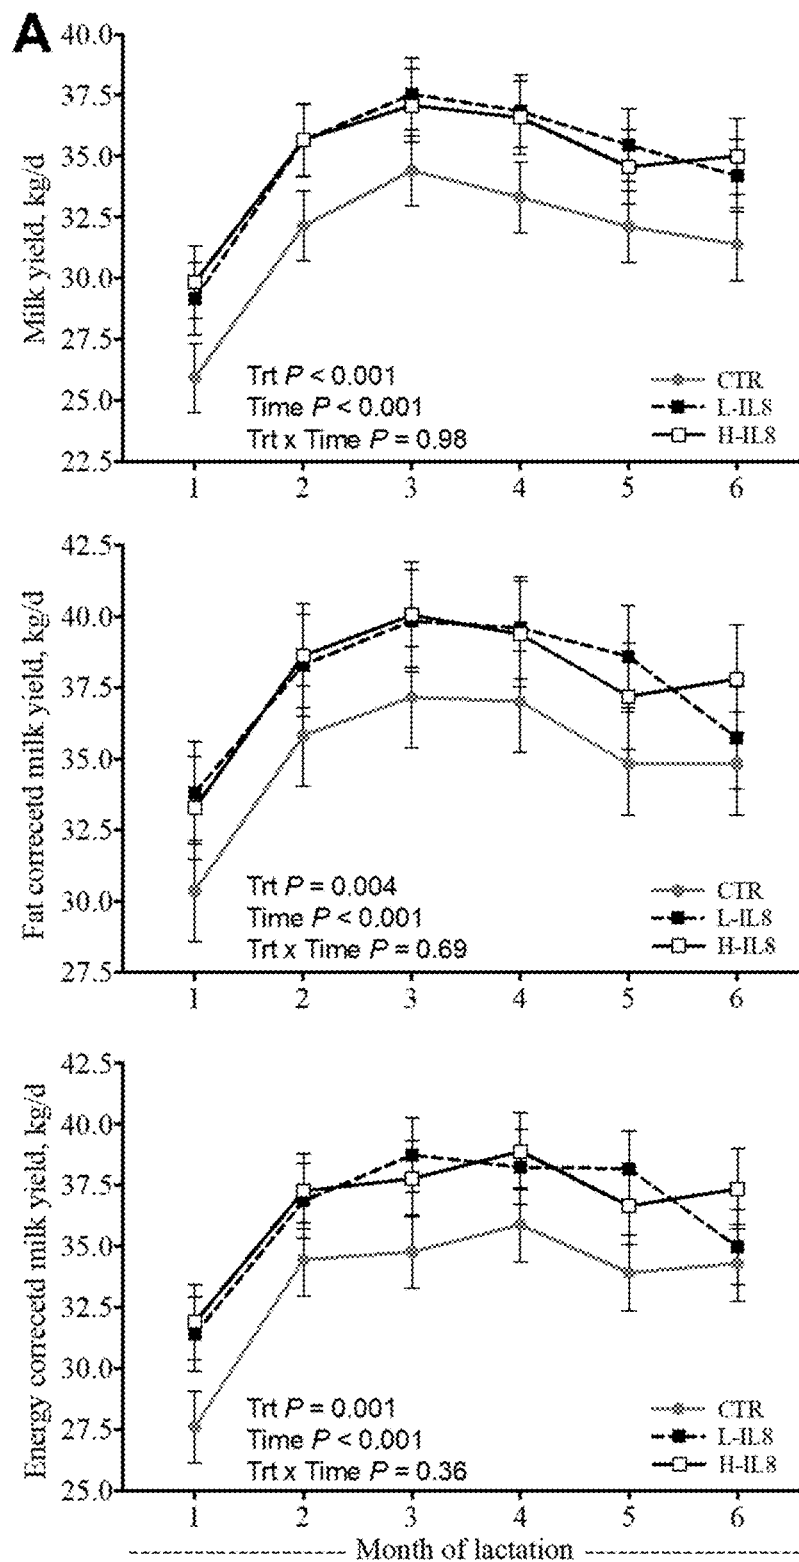 A
Milk yield, kg/d
40.0
37.5
35.0
32.5
30.0
27.5
25.0
22.5
Trt P < 0.001
Time P < 0.001
Trt x Time P = 0.98
CTR
L-IL8
H-IL8
1 2 3 4 5 6
Fat correcetd milk yield, kg/d
42.5
40.0
37.5
35.0
32.5
30.0
27.5
Trt P = 0.004
Time P < 0.001
Trt x Time P = 0.69
CTR
L-IL8
H-IL8
1 2 3 4 5 6
Energy correcetd milk yield, kg/d
42.5
40.0
37.5
35.0
32.5
30.0
27.5
25.0
Trt P = 0.001
Time P < 0.001
Trt x Time P = 0.36
CTR
L-IL8
H-IL8
1 2 3 4 5 6
Month of lactation